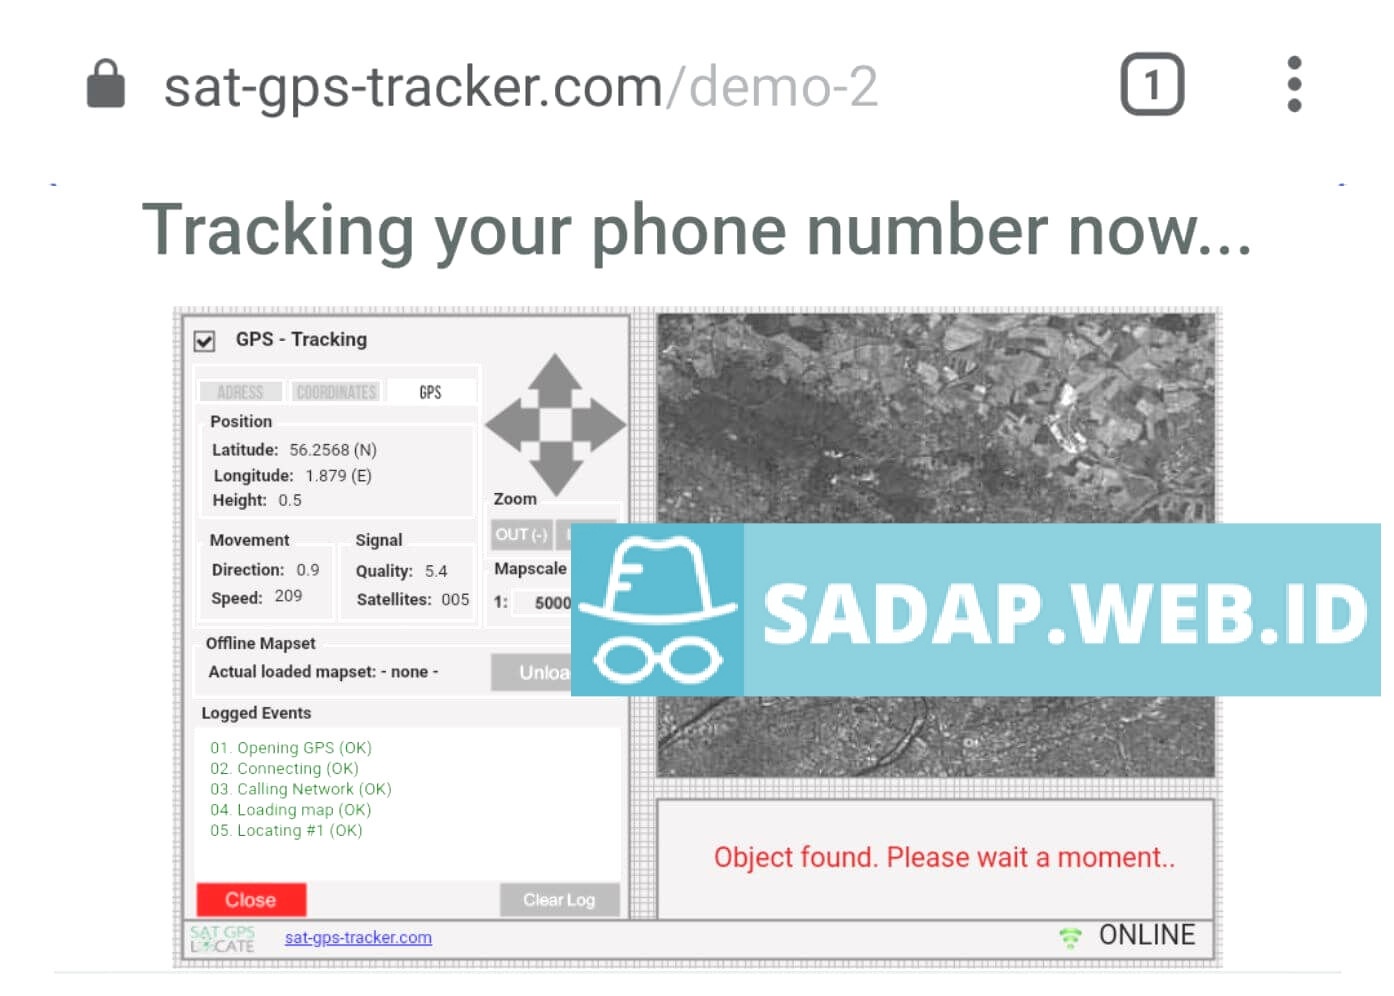 sat-gps-tracker.com/demo-2
1
Tracking your phone number now...
GPS - Tracking
ADRESS COORDINATES GPS
Position
Latitude: 56.2568 (N)
Longitude: 1.879 (E)
Height: 0.5
Zoom
OUT (-)
Movement
Direction: 0.9
Speed: 209
Signal
Quality: 5.4
Satellites: 005
Mapscale
1: 5000
Offline Mapset
Actual loaded mapset: - none -
SADAP.WEB.ID
Logged Events
01. Opening GPS (OK)
02. Connecting (OK)
03. Calling Network (OK)
04. Loading map (OK)
05. Locating #1 (OK)
Close
Clear Log
Object found. Please wait a moment..
SAT GPS
LOCATE
sat-gps-tracker.com
ONLINE